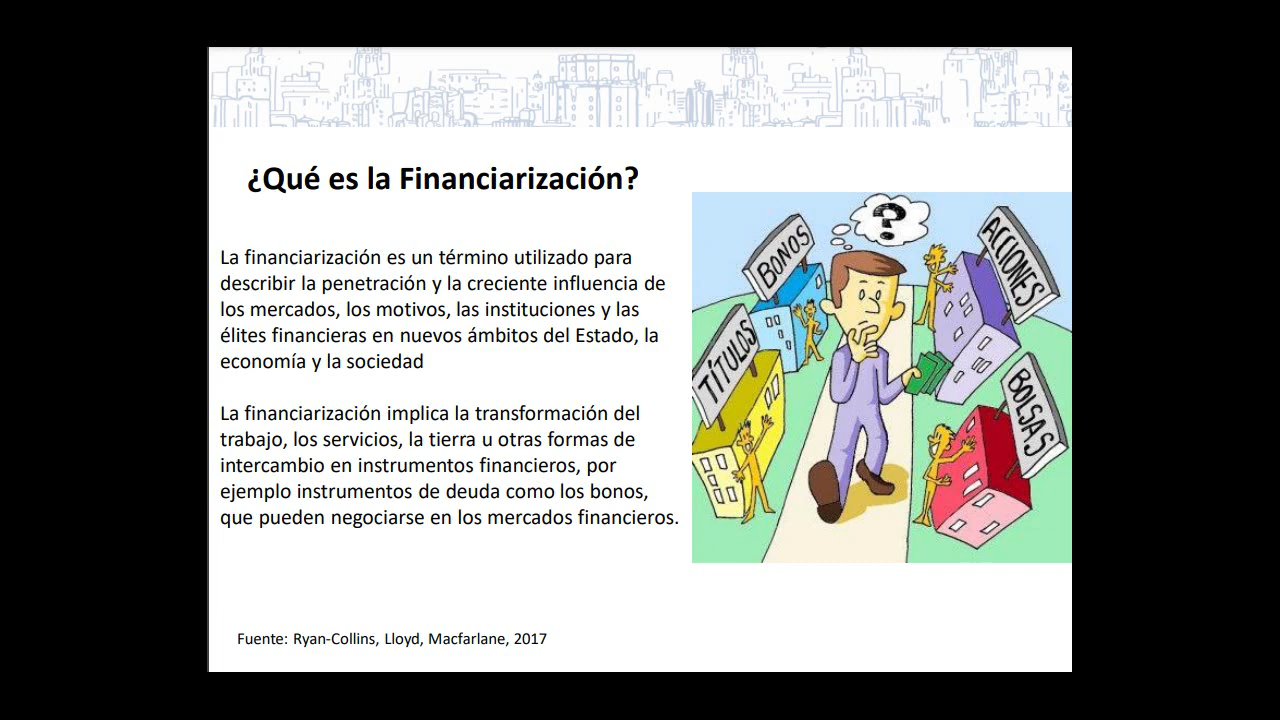 ¿Qué es la Financiarización?
La financiarización es un término utilizado para
describir la penetración y la creciente influencia de
los mercados, los motivos, las instituciones y las
élites financieras en nuevos ámbitos del Estado, la
economía y la sociedad
La financiarización implica la transformación del
trabajo, los servicios, la tierra u otras formas de
intercambio en instrumentos financieros, por
ejemplo instrumentos de deuda como los bonos,
que pueden negociarse en los mercados financieros.
?
BONOS
ACCIONES
TÍTULOS
BOLSAS
Fuente: Ryan-Collins, Lloyd, Macfarlane, 2017